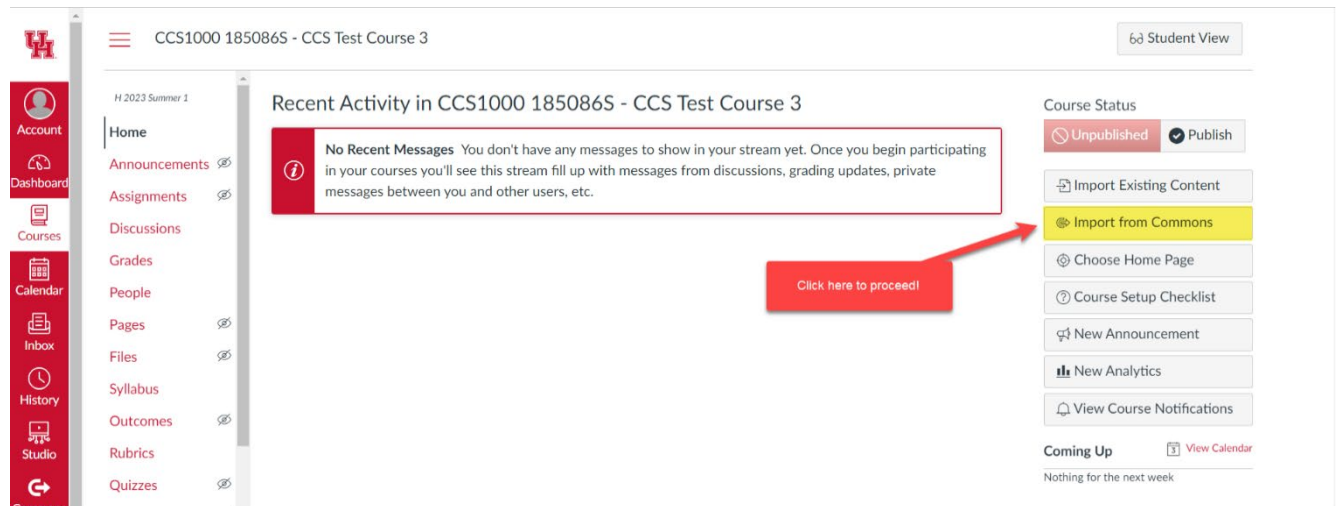 UH
CCS1000 185086S - CCS Test Course 3
Student View
Account
Dashboard
Courses
Calendar
Inbox
History
Studio
H 2023 Summer 1
Home
Announcements
Assignments
Discussions
Grades
People
Pages
Files
Syllabus
Outcomes
Rubrics
Quizzes
Recent Activity in CCS1000 185086S - CCS Test Course 3
No Recent Messages You don't have any messages to show in your stream yet. Once you begin participating
in your courses you'll see this stream fill up with messages from discussions, grading updates, private
messages between you and other users, etc.
Click here to proceed!
Course Status
Unpublished
Publish
Import Existing Content
Import from Commons
Choose Home Page
Course Setup Checklist
New Announcement
New Analytics
View Course Notifications
Coming Up
3 View Calendar
Nothing for the next week